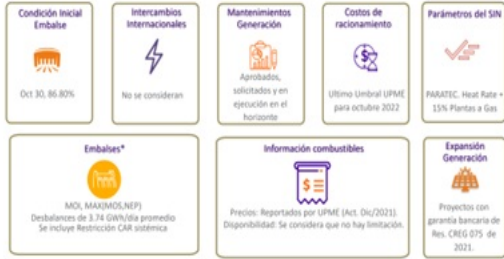 Condición Inicial
Embalse
Oct 30, 86.80%
Intercambios
Internacionales
No se consideran
Mantenimientos
Generación
Aprobados,
solicitados y en
ejecución en el
horizonte
Costos de
racionamiento
Ultimo Umbral UPME
para octubre 2022
Parámetros del SIN
PARATEC. Heat Rate +
15% Plantas a Gas
Embalses*
MOI, MAX(MOS,NEP)
Desbalances de 3.74 GWh/día promedio
Se incluye Restricción CAR sistémica
Información combustibles
Precios: Reportados por UPME (Act. Dic/2021).
Disponibilidad: Se considera que no hay limitación.
Expansión
Generación
Proyectos con
garantía bancaria de
Res. CREG 075 de
2021.